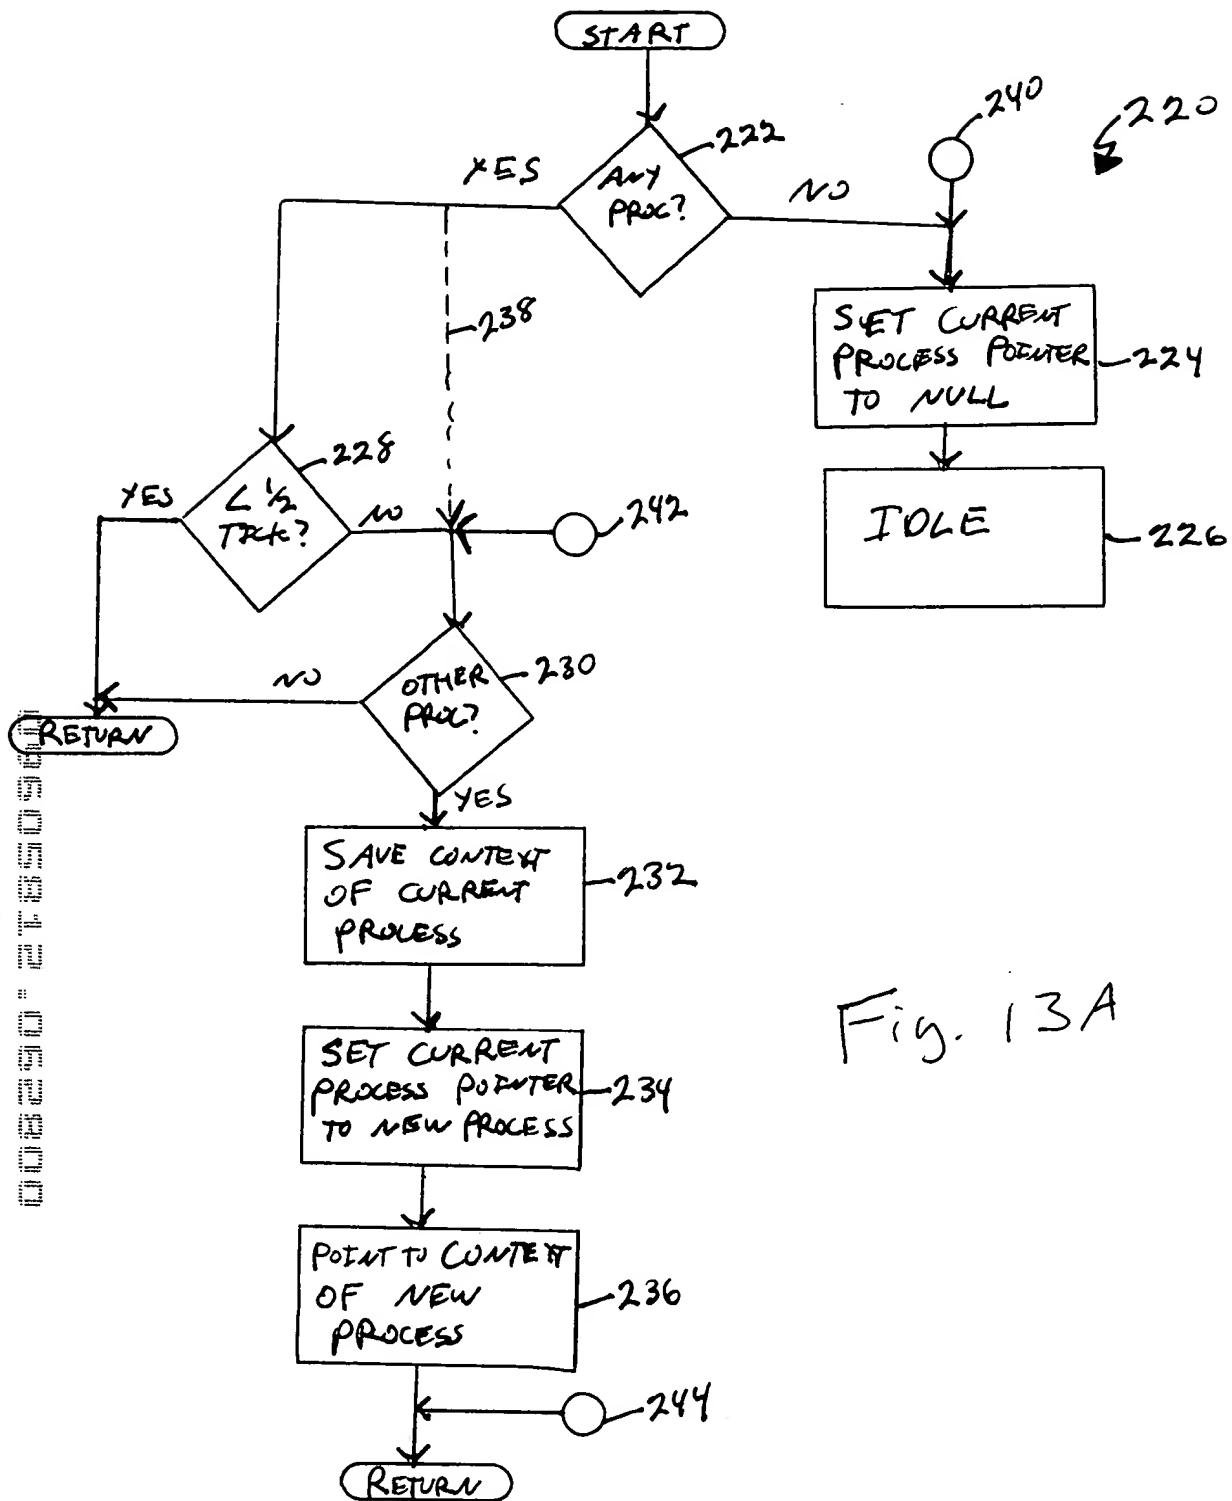 START
240
220
222
YES
ANY
PROC?
NO
238
SET CURRENT
PROCESS POINTER
TO NULL
224
228
YES
< 1/2
TICK?
NO
242
IDLE
226
NO
OTHER
PROC?
230
RETURN
YES
SAVE CONTEXT
OF CURRENT
PROCESS
232
SET CURRENT
PROCESS POINTER
TO NEW PROCESS
234
POINT TO CONTEXT
OF NEW
PROCESS
236
244
RETURN
Fig. 13A